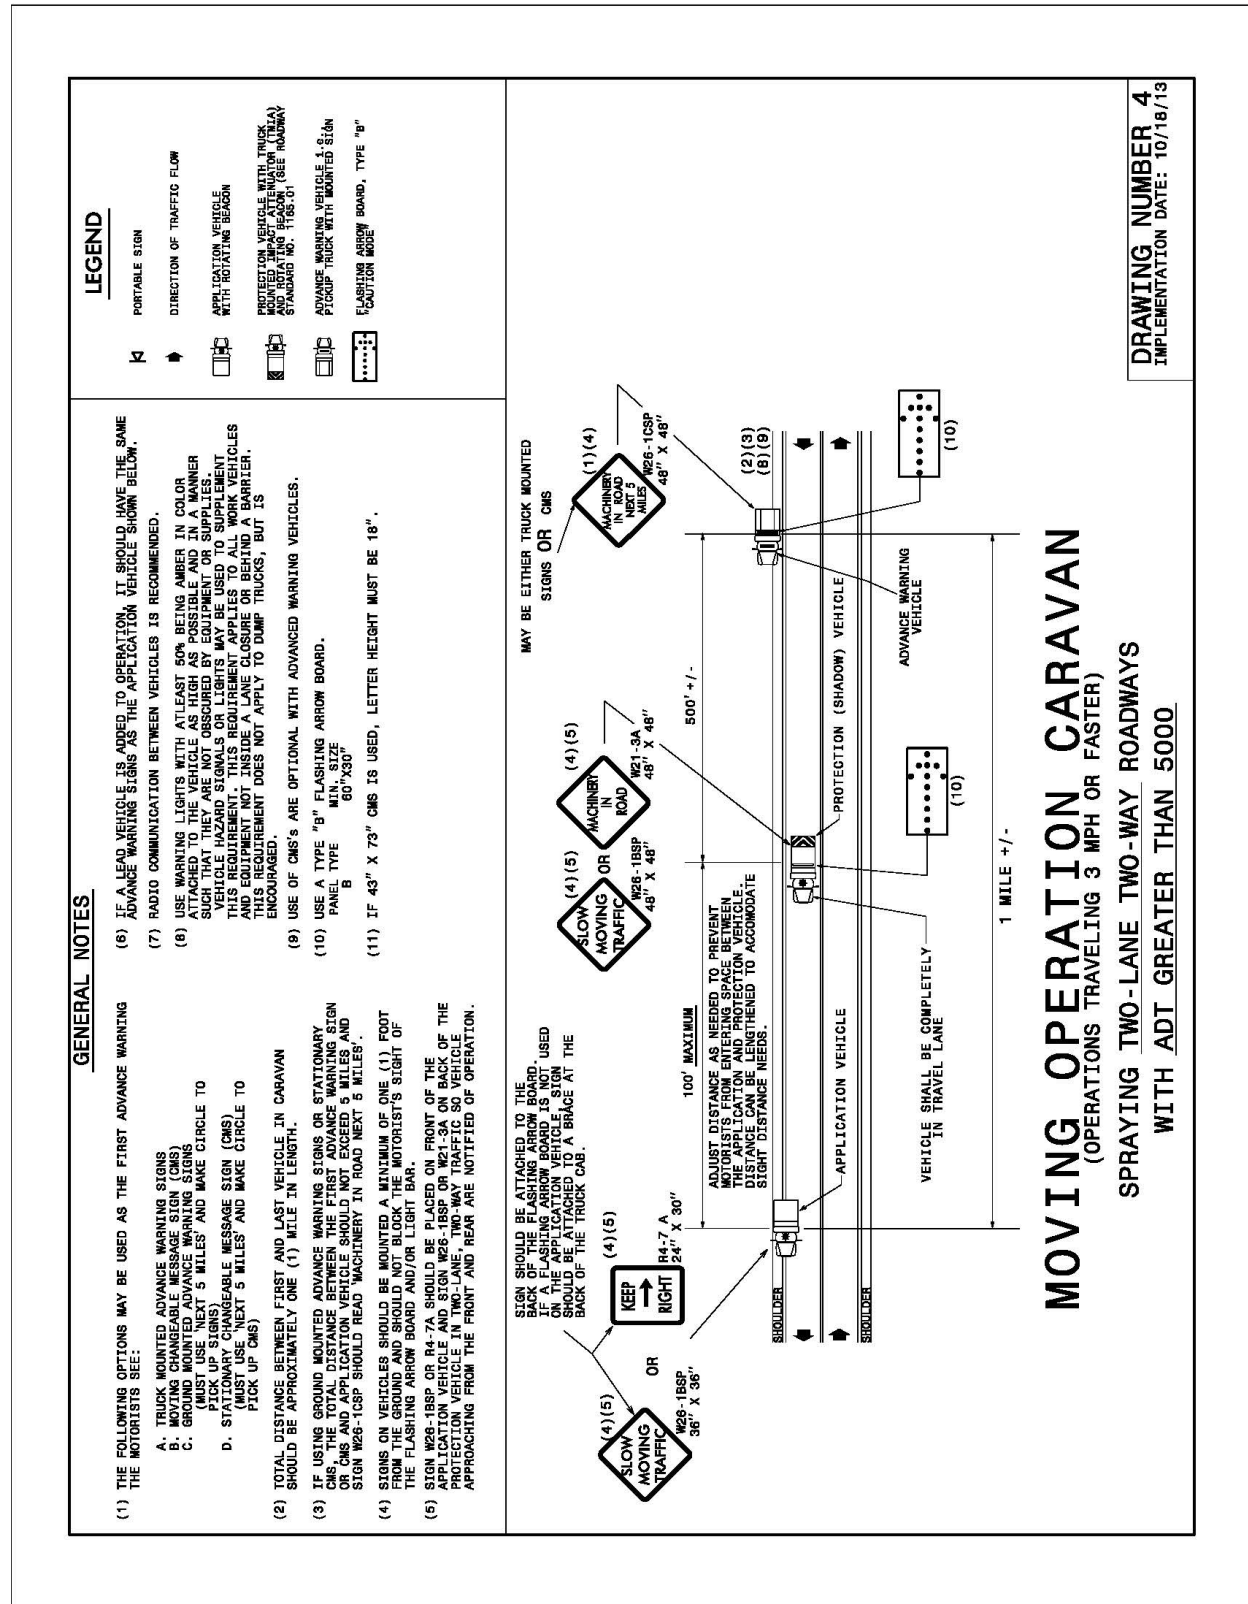 GENERAL NOTES
(1) THE FOLLOWING OPTIONS MAY BE USED AS THE FIRST ADVANCE WARNING
THE MOTORISTS SEE:
A. TRUCK MOUNTED ADVANCE WARNING SIGNS
B. MOVING CHANGEABLE MESSAGE SIGN (CMS)
C. GROUND MOUNTED ADVANCE WARNING SIGNS
(MUST USE 'NEXT 5 MILES' AND MAKE CIRCLE TO
PICK UP SIGNS)
D. STATIONARY CHANGEABLE MESSAGE SIGN (CMS)
(MUST USE 'NEXT 5 MILES' AND MAKE CIRCLE TO
PICK UP CMS)
(2) TOTAL DISTANCE BETWEEN FIRST AND LAST VEHICLE IN CARAVAN
SHOULD BE APPROXIMATELY ONE (1) MILE IN LENGTH.
(3) IF USING GROUND MOUNTED ADVANCE WARNING SIGNS OR STATIONARY
CMS, THE TOTAL DISTANCE BETWEEN THE FIRST ADVANCE WARNING SIGN
OR CMS AND APPLICATION VEHICLE SHOULD NOT EXCEED 5 MILES AND
SIGN W26-1CSP SHOULD READ 'MACHINERY IN ROAD NEXT 5 MILES'.
(4) SIGNS ON VEHICLES SHOULD BE MOUNTED A MINIMUM OF ONE (1) FOOT
FROM THE GROUND AND SHOULD NOT BLOCK THE MOTORIST'S SIGHT OF
THE FLASHING ARROW BOARD AND/OR LIGHT BAR.
(5) SIGN W26-1BSP OR R4-7A SHOULD BE PLACED ON FRONT OF THE
APPLICATION VEHICLE AND SIGN W26-1BSP OR W21-3A ON BACK OF THE
PROTECTION VEHICLE IN TWO-LANE, TWO-WAY TRAFFIC SO VEHICLE
APPROACHING FROM THE FRONT AND REAR ARE NOTIFIED OF OPERATION.
(6) IF A LEAD VEHICLE IS ADDED TO OPERATION, IT SHOULD HAVE THE SAME
ADVANCE WARNING SIGNS AS THE APPLICATION VEHICLE SHOWN BELOW.
(7) RADIO COMMUNICATION BETWEEN VEHICLES IS RECOMMENDED.
(8) USE WARNING LIGHTS WITH ATLEAST 50% BEING AMBER IN COLOR
ATTACHED TO THE VEHICLE AS HIGH AS POSSIBLE AND IN A MANNER
SUCH THAT THEY ARE NOT OBSCURED BY EQUIPMENT OR SUPPLIES.
VEHICLE HAZARD SIGNALS OR LIGHTS MAY BE USED TO SUPPLEMENT
THIS REQUIREMENT. THIS REQUIREMENT APPLIES TO ALL WORK VEHICLES
AND EQUIPMENT NOT INSIDE A LANE CLOSURE OR BEHIND A BARRIER.
THIS REQUIREMENT DOES NOT APPLY TO DUMP TRUCKS, BUT IS
ENCOURAGED.
(9) USE OF CMS's ARE OPTIONAL WITH ADVANCED WARNING VEHICLES.
(10) USE A TYPE "B" FLASHING ARROW BOARD.
PANEL TYPE MIN. SIZE
B 60"X30"
(11) IF 43" X 73" CMS IS USED, LETTER HEIGHT MUST BE 18".
LEGEND
PORTABLE SIGN
DIRECTION OF TRAFFIC FLOW
APPLICATION VEHICLE
WITH ROTATING BEACON
PROTECTION VEHICLE WITH TRUCK
MOUNTED IMPACT ATTENUATOR (TMIA)
AND ROTATING BEACON (SEE ROADWAY
STANDARD NO. 1165.01
ADVANCE WARNING VEHICLE i.e.,
PICKUP TRUCK WITH MOUNTED SIGN
FLASHING ARROW BOARD, TYPE "B"
"CAUTION MODE"
SIGN SHOULD BE ATTACHED TO THE
BACK OF THE FLASHING ARROW BOARD.
IF A FLASHING ARROW BOARD IS NOT USED
ON THE APPLICATION VEHICLE, SIGN
SHOULD BE ATTACHED TO A BRACE AT THE
BACK OF THE TRUCK CAB.
(4)(5)
SLOW
MOVING
TRAFFIC
W26-1BSP
36" X 36"
OR
(4)(5)
KEEP
RIGHT
R4-7 A
24" X 30"
(4)(5)
SLOW
MOVING
TRAFFIC
W26-1BSP
48" X 48"
OR
(4)(5)
MACHINERY
IN
ROAD
W21-3A
48" X 48"
MAY BE EITHER TRUCK MOUNTED
SIGNS OR CMS
(1)(4)
MACHINERY
IN ROAD
NEXT 5
MILES
W26-1CSP
48" X 48"
100' MAXIMUM
ADJUST DISTANCE AS NEEDED TO PREVENT
MOTORISTS FROM ENTERING SPACE BETWEEN
THE APPLICATION AND PROTECTION VEHICLE.
DISTANCE CAN BE LENGTHENED TO ACCOMODATE
SIGHT DISTANCE NEEDS.
500' +/-
(2)(3)
(8)(9)
SHOULDER
SHOULDER
APPLICATION VEHICLE
PROTECTION (SHADOW) VEHICLE
ADVANCE WARNING
VEHICLE
VEHICLE SHALL BE COMPLETELY
IN TRAVEL LANE
(10)
(10)
1 MILE +/-
MOVING OPERATION CARAVAN
(OPERATIONS TRAVELING 3 MPH OR FASTER)
SPRAYING TWO-LANE TWO-WAY ROADWAYS
WITH ADT GREATER THAN 5000
DRAWING NUMBER 4
IMPLEMENTATION DATE: 10/18/13